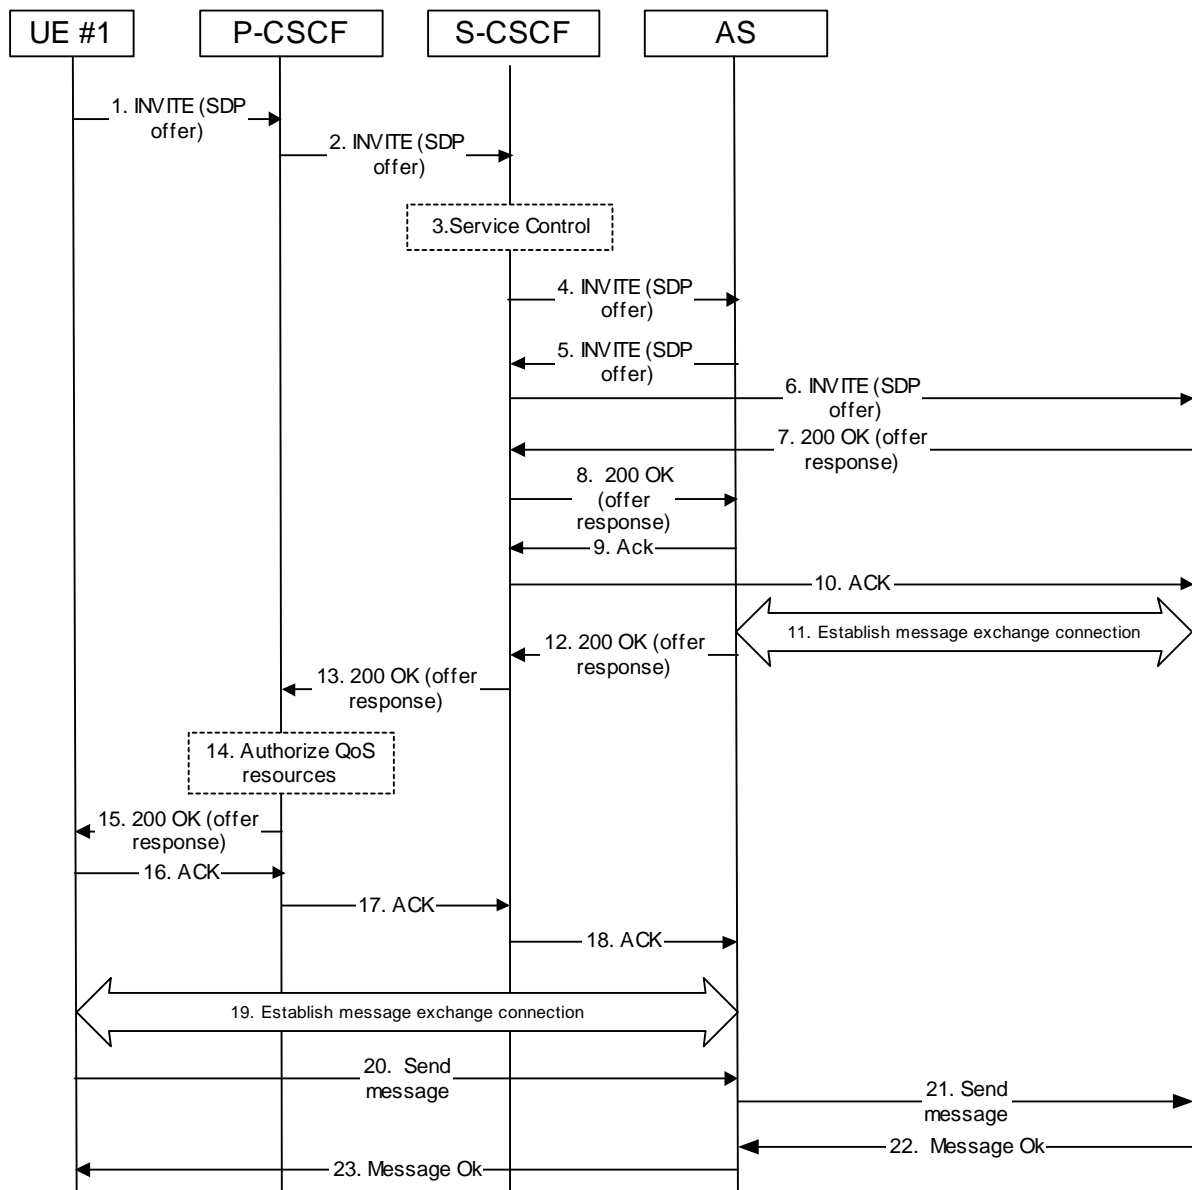 UE #1
P-CSCF
S-CSCF
AS
1. INVITE (SDP
offer)
2. INVITE (SDP
offer)
3.Service Control
4. INVITE (SDP
offer)
5. INVITE (SDP
offer)
6. INVITE (SDP
offer)
7. 200 OK (offer
response)
8. 200 OK
(offer
response)
9. Ack
10. ACK
11. Establish message exchange connection
12. 200 OK (offer
response)
13. 200 OK (offer
response)
14. Authorize QoS
resources
15. 200 OK (offer
response)
16. ACK
17. ACK
18. ACK
19. Establish message exchange connection
20. Send
message
21. Send
message
22. Message Ok
23. Message Ok